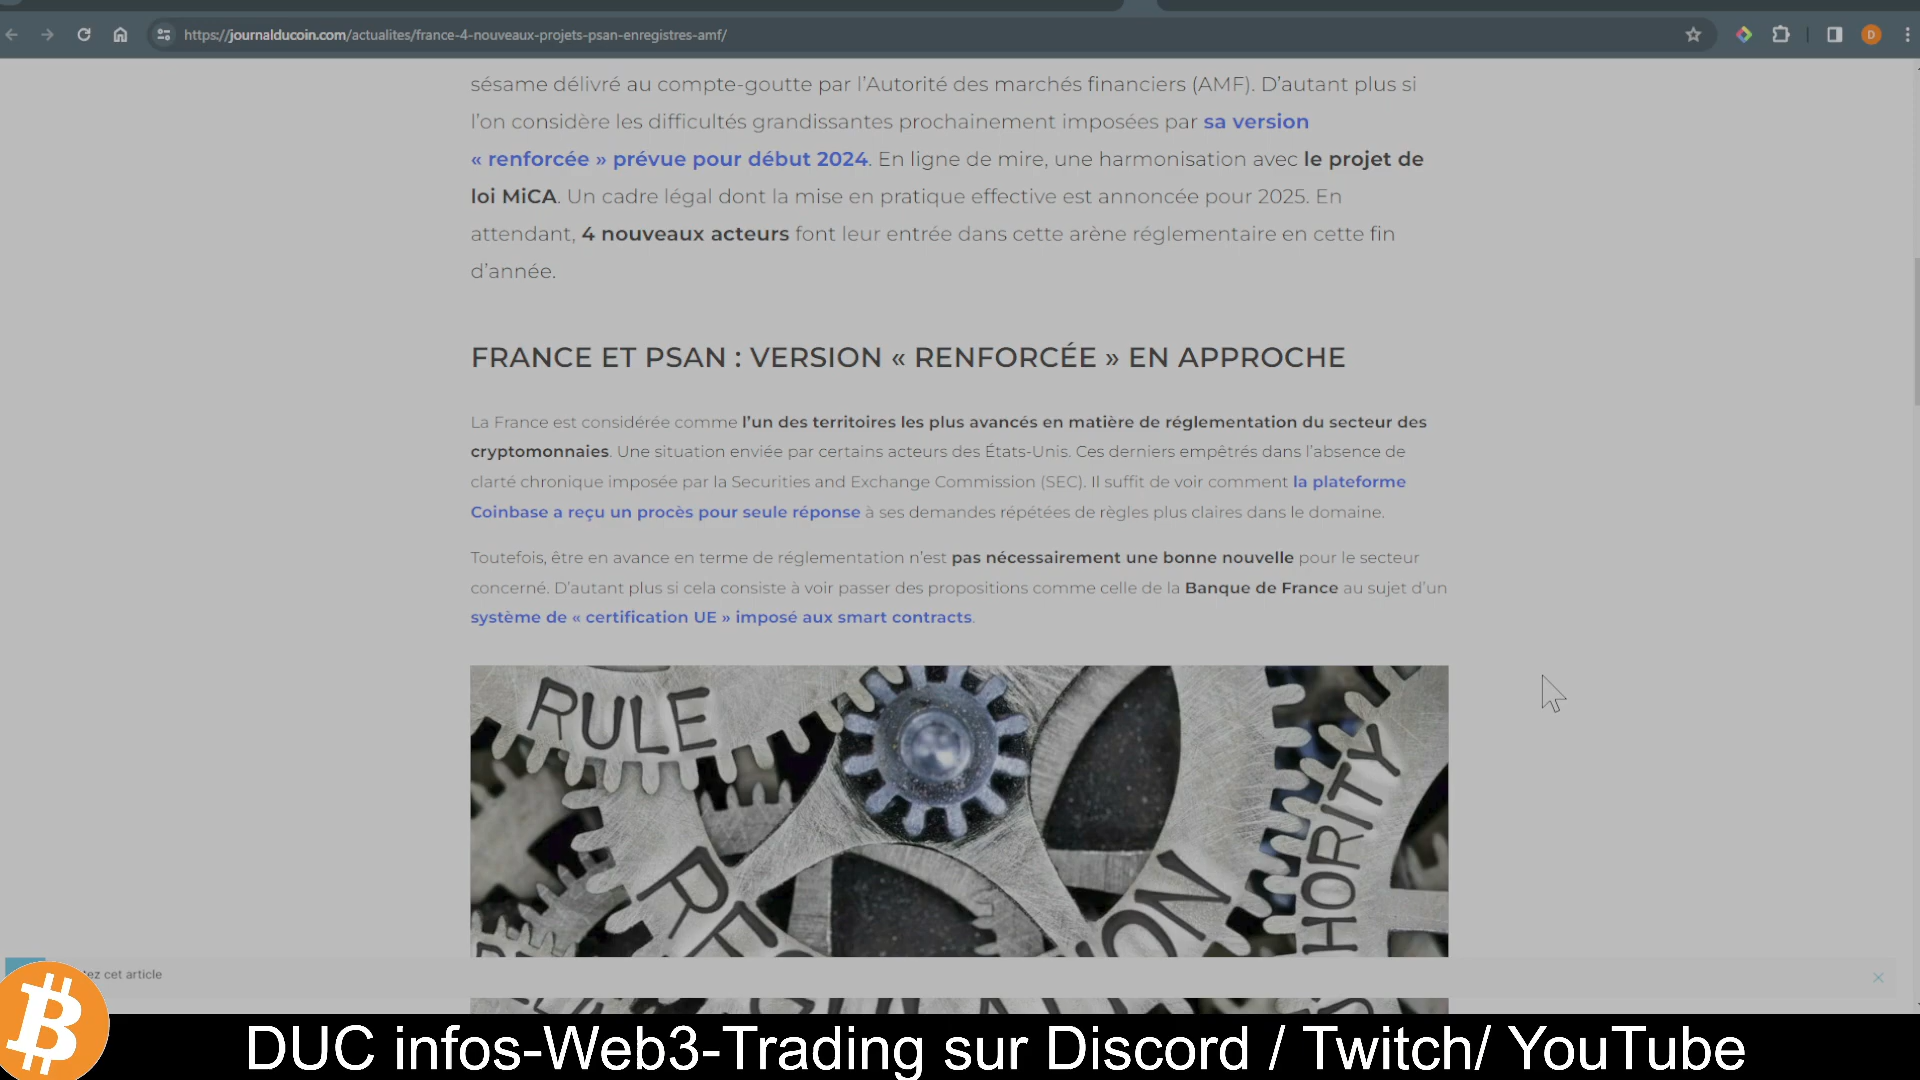 https://journalducoin.com/actualites/france-4-nouveaux-projets-psan-enregistres-amf/
D
sésame délivré au compte-goutte par l’Autorité des marchés financiers (AMF). D’autant plus si
l’on considère les difficultés grandissantes prochainement imposées par sa version
« renforcée » prévue pour début 2024. En ligne de mire, une harmonisation avec le projet de
loi MiCA. Un cadre légal dont la mise en pratique effective est annoncée pour 2025. En
attendant, 4 nouveaux acteurs font leur entrée dans cette arène réglementaire en cette fin
d’année.
FRANCE ET PSAN : VERSION « RENFORCÉE » EN APPROCHE
La France est considérée comme l’un des territoires les plus avancés en matière de réglementation du secteur des
cryptomonnaies. Une situation enviée par certains acteurs des États-Unis. Ces derniers empêtrés dans l’absence de
clarté chronique imposée par la Securities and Exchange Commission (SEC). Il suffit de voir comment la plateforme
Coinbase a reçu un procès pour seule réponse à ses demandes répétées de règles plus claires dans le domaine.
Toutefois, être en avance en terme de réglementation n’est pas nécessairement une bonne nouvelle pour le secteur
concerné. D’autant plus si cela consiste à voir passer des propositions comme celle de la Banque de France au sujet d’un
système de « certification UE » imposé aux smart contracts.
RULE
HORITY
ION
ez cet article
DUC infos-Web3-Trading sur Discord / Twitch/ YouTube